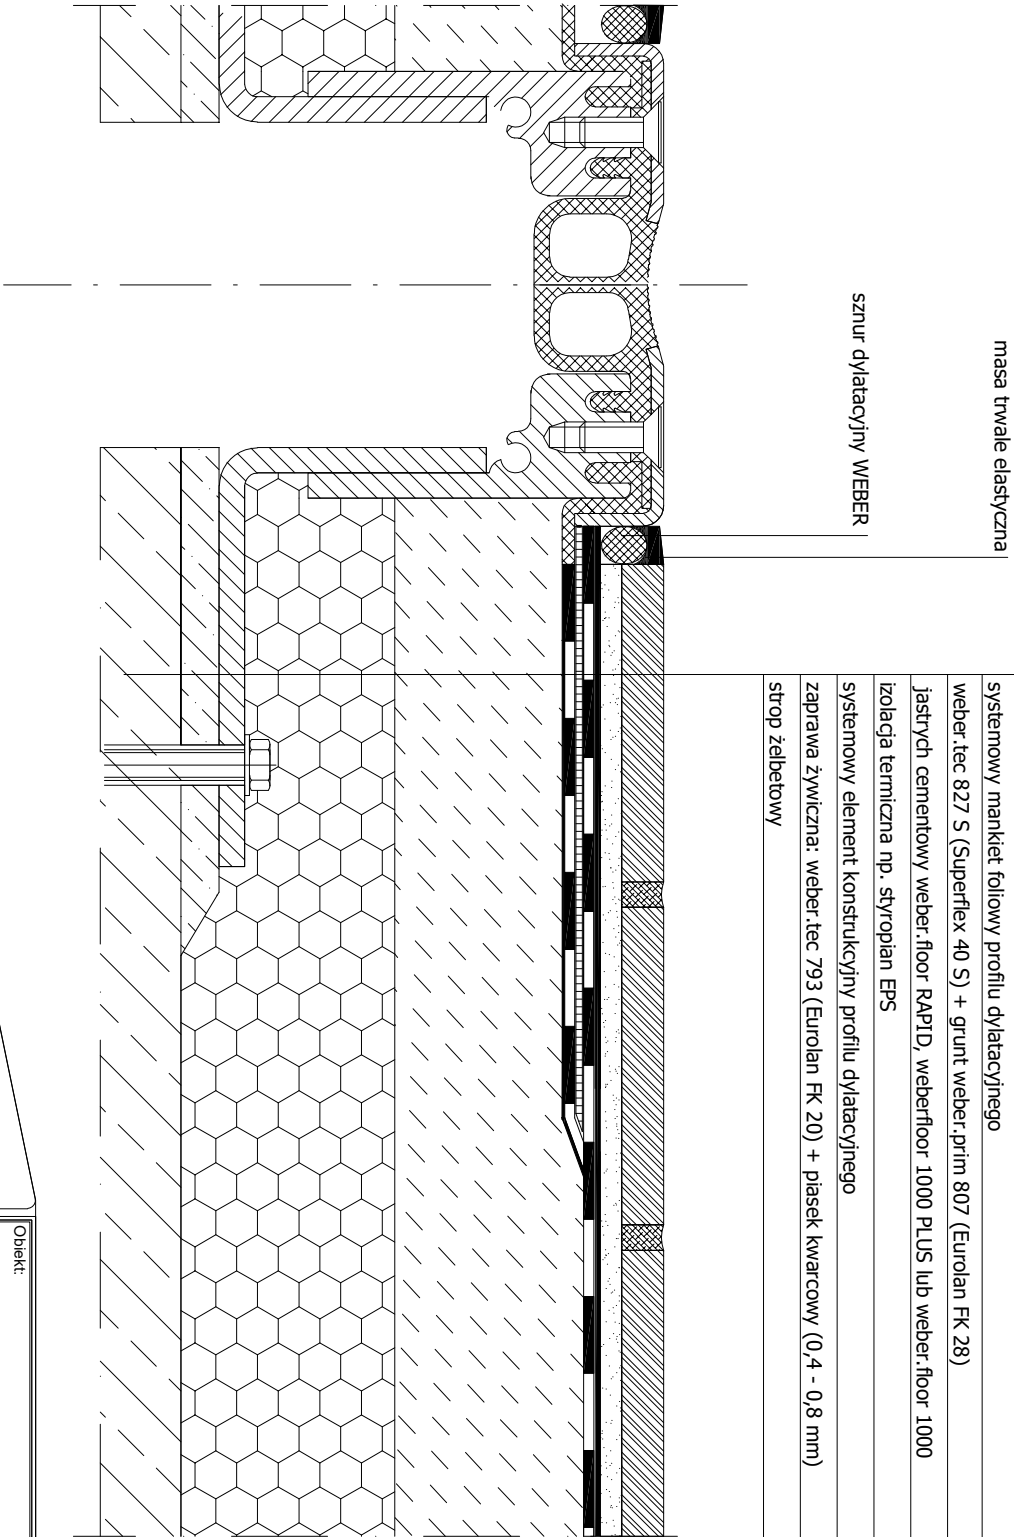 masa trwale elastyczna
sznur dylatacyjny WEBER
systemowy mankiet foliowy profilu dylatacyjnego
weber.tec 827 S (Superflex 40 S) + grunt weber.prim 807 (Eurolan FK 28)
jastrych cementowy weber.floor RAPID, weberfloor 1000 PLUS lub weber.floor 1000
izolacja termiczna np. styropian EPS
systemowy element konstrukcyjny profilu dylatacyjnego
zaprawa żywiczna: weber.tec 793 (Eurolan FK 20) + piasek kwarcowy (0,4 - 0,8 mm)
strop żelbetowy
Obiekt: